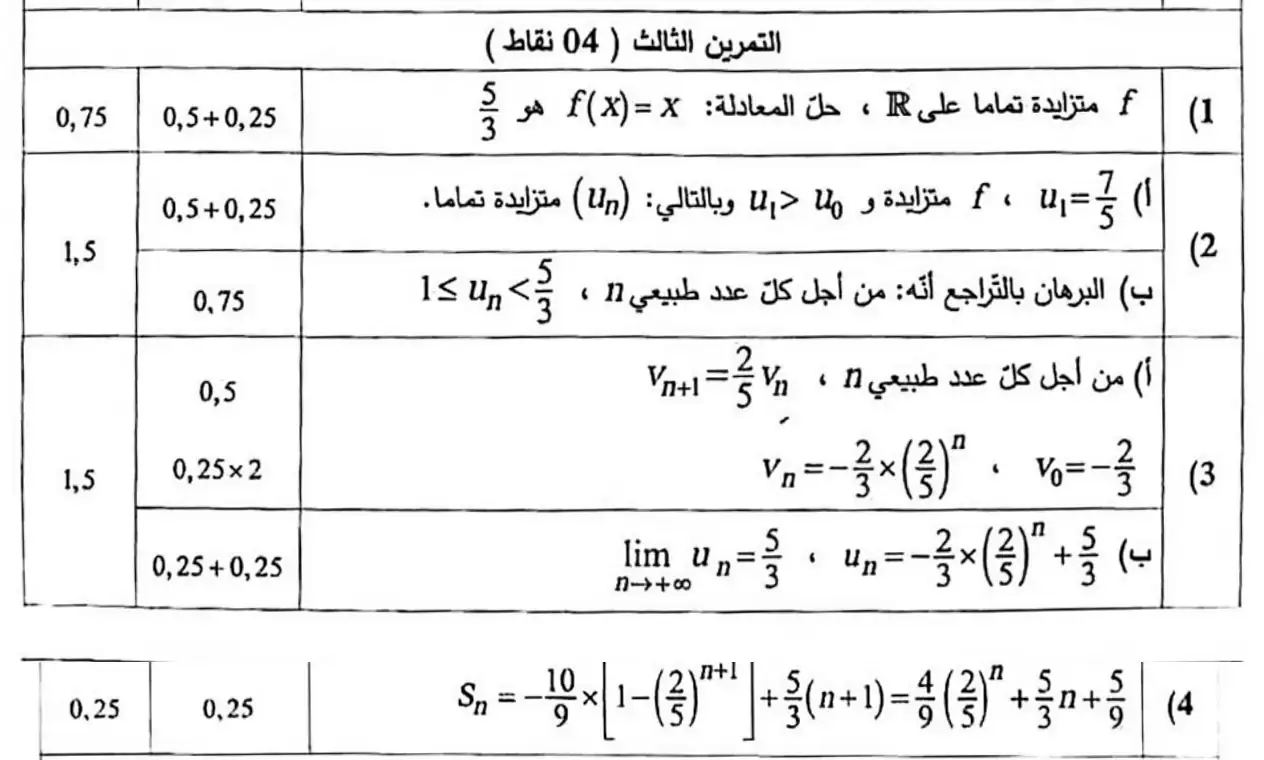 التمرين الثالث ( 04 نقاط )
1) f متزايدة تماما على ℝ ، حلّ المعادلة: f(x)=x هو 5/3 0,5+0,25 0,75
2) أ) u₁=7/5 ، f متزايدة و u₁> u₀ وبالتالي: (uₙ) متزايدة تماما. 0,5+0,25 1,5
ب) البرهان بالتّراجع أنّه: من أجل كلّ عدد طبيعي n ، 1≤ uₙ <5/3 0,75
3) أ) من أجل كلّ عدد طبيعي n ، vₙ₊₁=2/5 vₙ 0,5 1,5
v₀=-2/3 ، vₙ=-2/3×(2/5)ⁿ 0,25×2
ب) uₙ=-2/3×(2/5)ⁿ+5/3 ، lim n→+∞ uₙ=5/3 0,25+0,25
4) Sₙ=-10/9×[1-(2/5)ⁿ⁺¹]+5/3(n+1)=4/9(2/5)ⁿ+5/3n+5/9 0,25 0,25